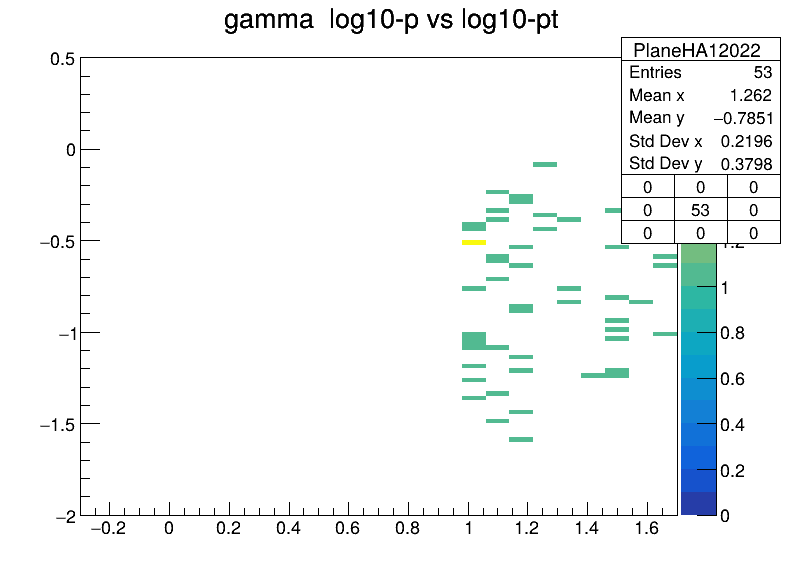 gamma  log10-p vs log10-pt
PlaneHA12022
Entries 53
Mean x 1.262
Mean y −0.7851
Std Dev x 0.2196
Std Dev y 0.3798
0 0 0
0 53 0
0 0 0
0.5
0
−0.5
−1
−1.5
−2
−0.2 0 0.2 0.4 0.6 0.8 1 1.2 1.4 1.6
1.2
1
0.8
0.6
0.4
0.2
0